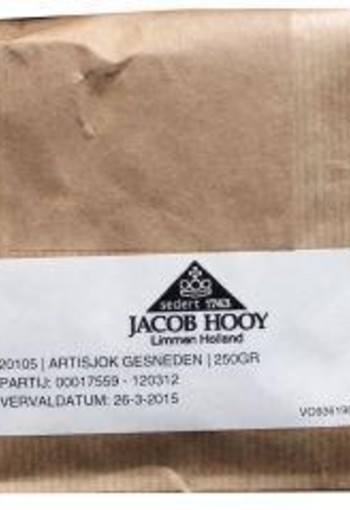 sedert 1743
JACOB HOOY
Limmen Holland
20105 | ARTISJOK GESNEDEN | 250GR
PARTIJ: 00017559 - 120312
VERVALDATUM: 26-3-2015